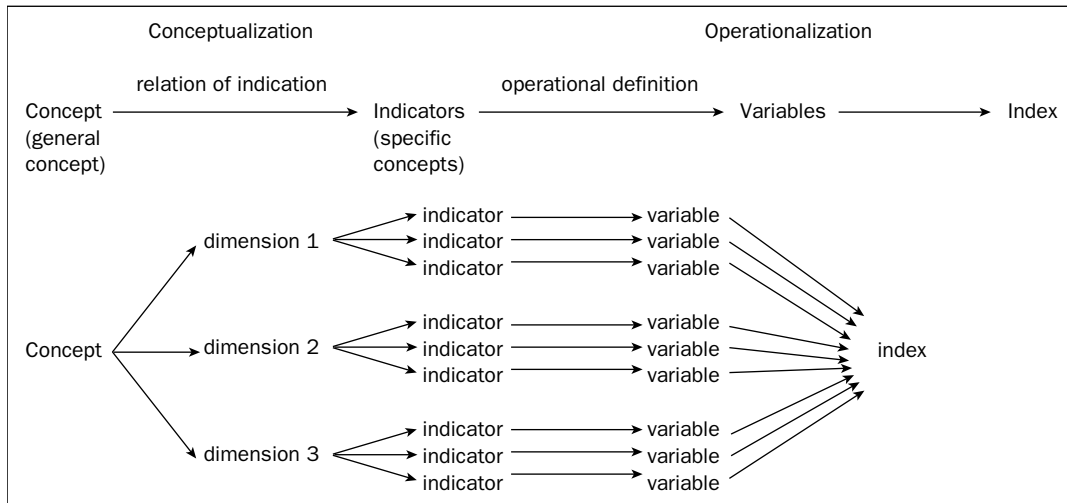 Conceptualization Operationalization
relation of indication operational definition
Concept Indicators Variables Index
(general (specific
concept) concepts)
indicator variable
dimension 1 indicator variable
indicator variable
indicator variable
Concept dimension 2 indicator variable index
indicator variable
indicator variable
dimension 3 indicator variable
indicator variable